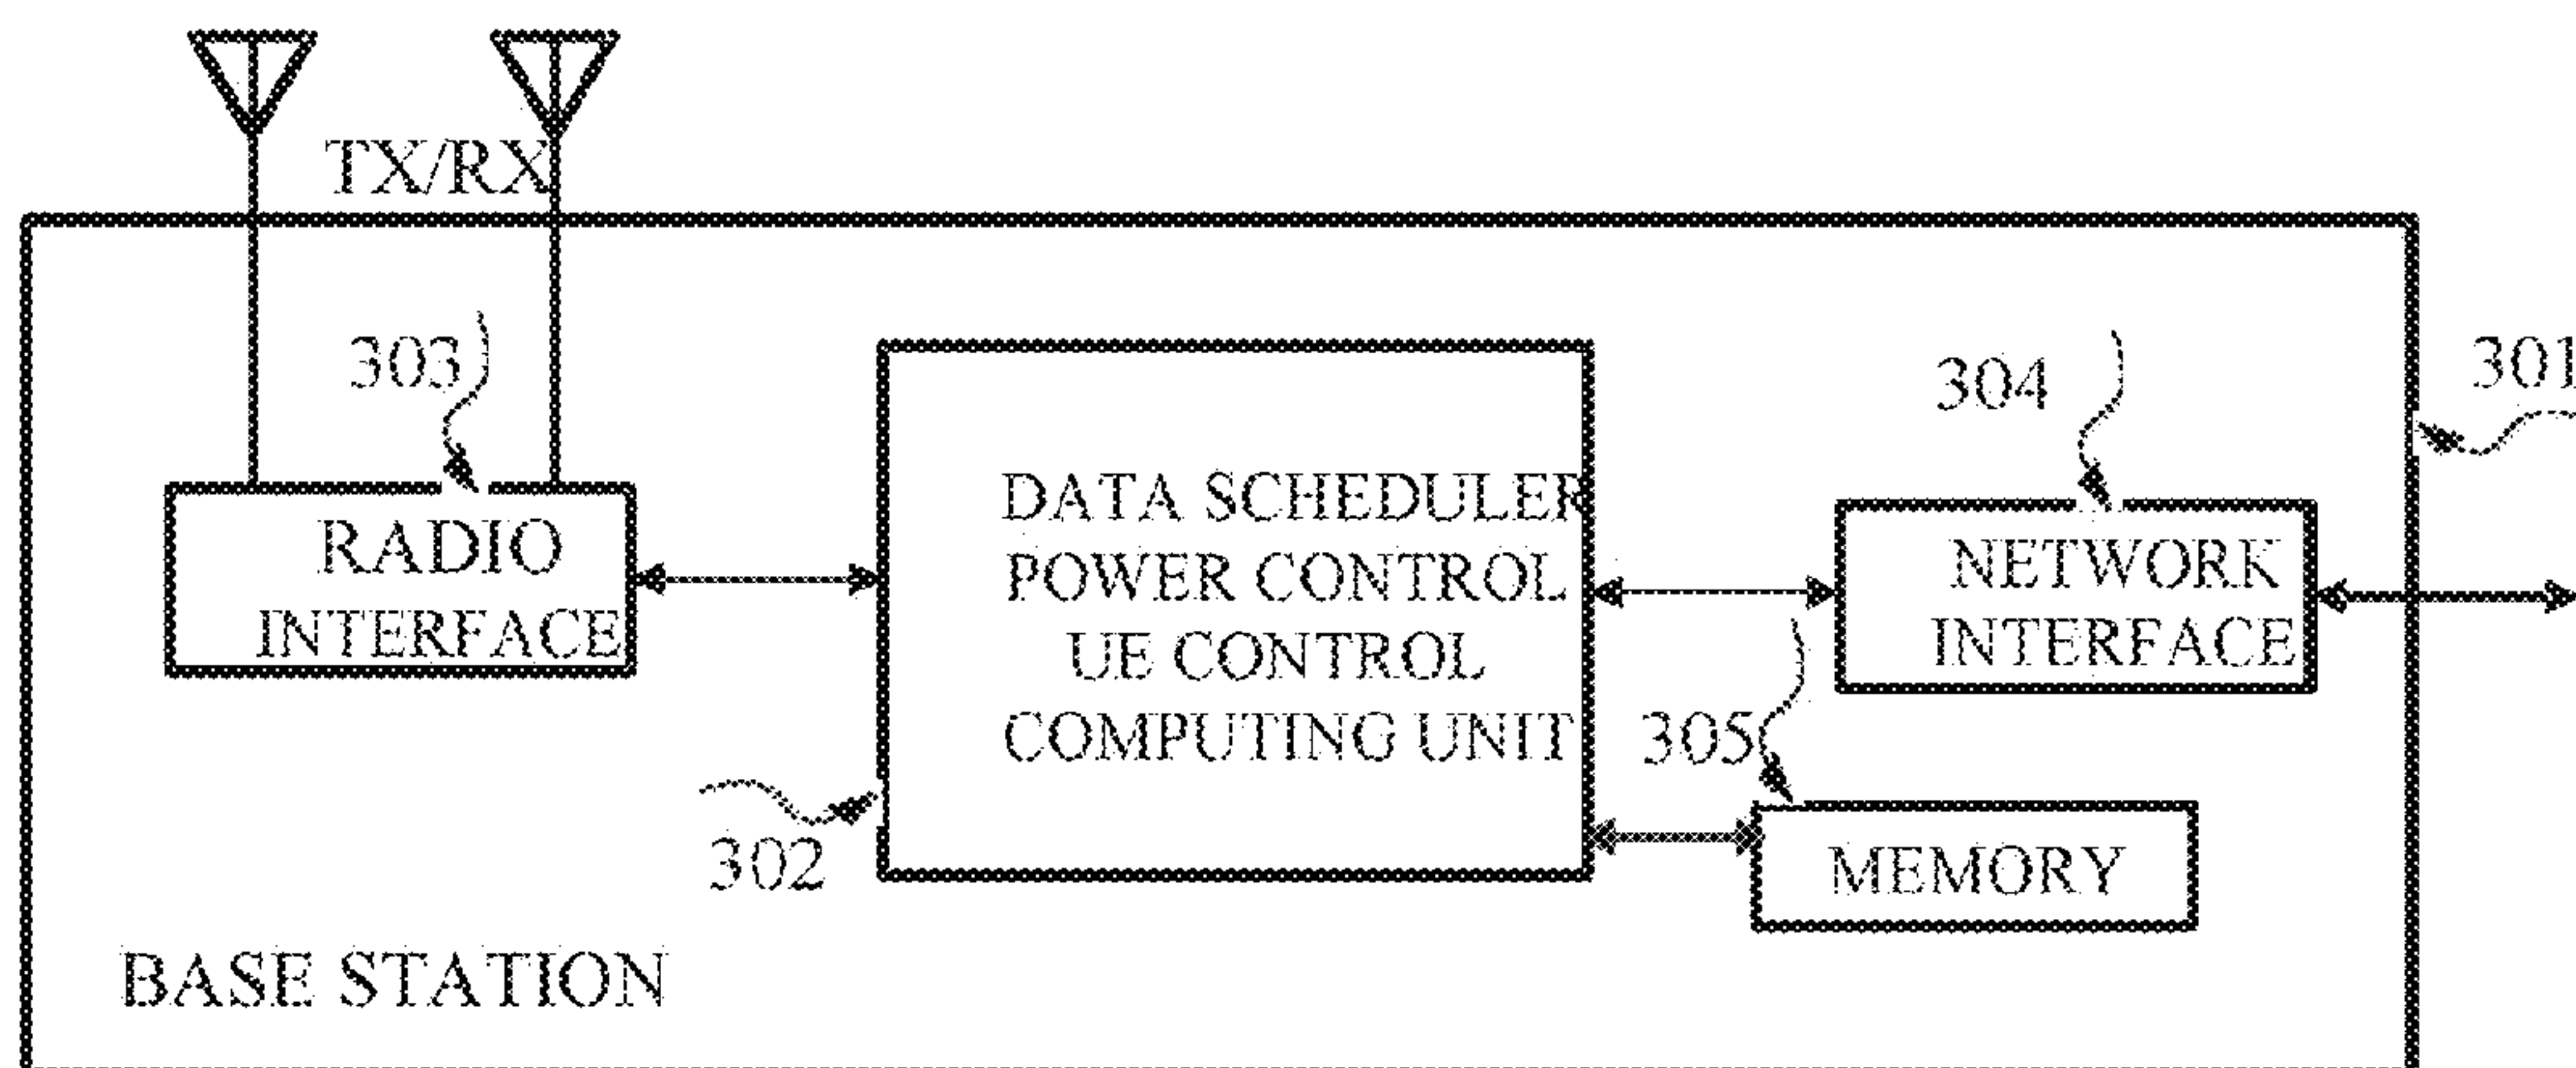 TX/RX
303
304
301
RADIO
INTERFACE
DATA SCHEDULER
POWER CONTROL
UE CONTROL
COMPUTING UNIT
NETWORK
INTERFACE
305
302
MEMORY
BASE STATION